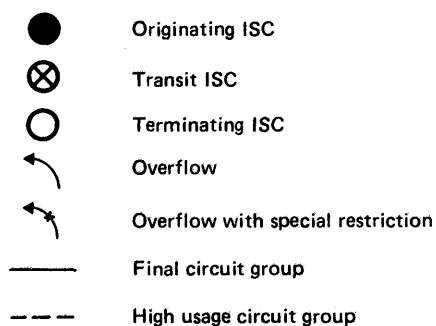 Originating ISC
Transit ISC
Terminating ISC
Overflow
Overflow with special restriction
Final circuit group
High usage circuit group